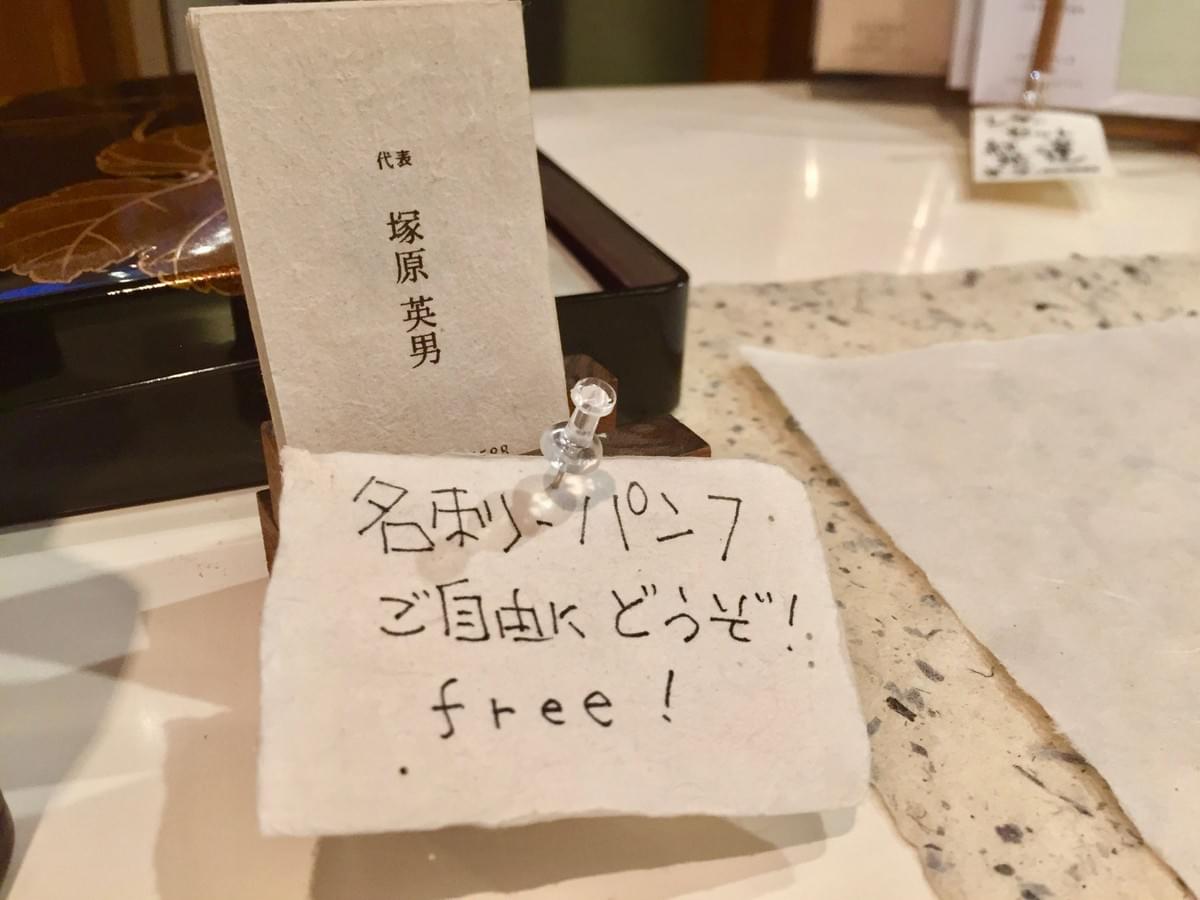 代表
塚原 英男
名刺・パンフ
ご自由に どうぞ！
free！